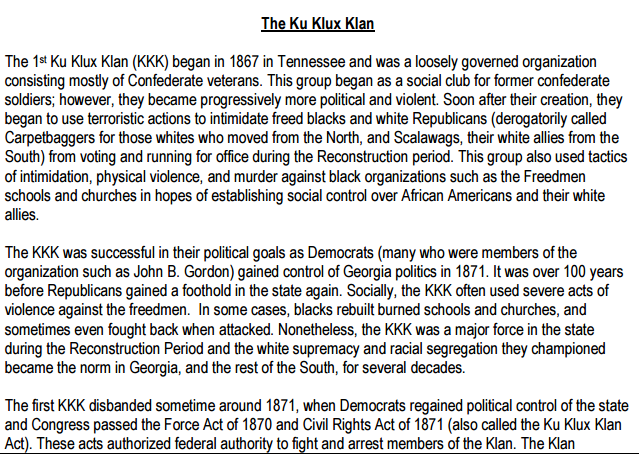 The Ku Klux Klan
The 1st Ku Klux Klan (KKK) began in 1867 in Tennessee and was a loosely governed organization
consisting mostly of Confederate veterans. This group began as a social club for former confederate
soldiers; however, they became progressively more political and violent. Soon after their creation, they
began to use terroristic actions to intimidate freed blacks and white Republicans (derogatorily called
Carpetbaggers for those whites who moved from the North, and Scalawags, their white allies from the
South) from voting and running for office during the Reconstruction period. This group also used tactics
of intimidation, physical violence, and murder against black organizations such as the Freedmen
schools and churches in hopes of establishing social control over African Americans and their white
allies.
The KKK was successful in their political goals as Democrats (many who were members of the
organization such as John B. Gordon) gained control of Georgia politics in 1871. It was over 100 years
before Republicans gained a foothold in the state again. Socially, the KKK often used severe acts of
violence against the freedmen. In some cases, blacks rebuilt burned schools and churches, and
sometimes even fought back when attacked. Nonetheless, the KKK was a major force in the state
during the Reconstruction Period and the white supremacy and racial segregation they championed
became the norm in Georgia, and the rest of the South, for several decades.
The first KKK disbanded sometime around 1871, when Democrats regained political control of the state
and Congress passed the Force Act of 1870 and Civil Rights Act of 1871 (also called the Ku Klux Klan
Act). These acts authorized federal authority to fight and arrest members of the Klan. The Klan